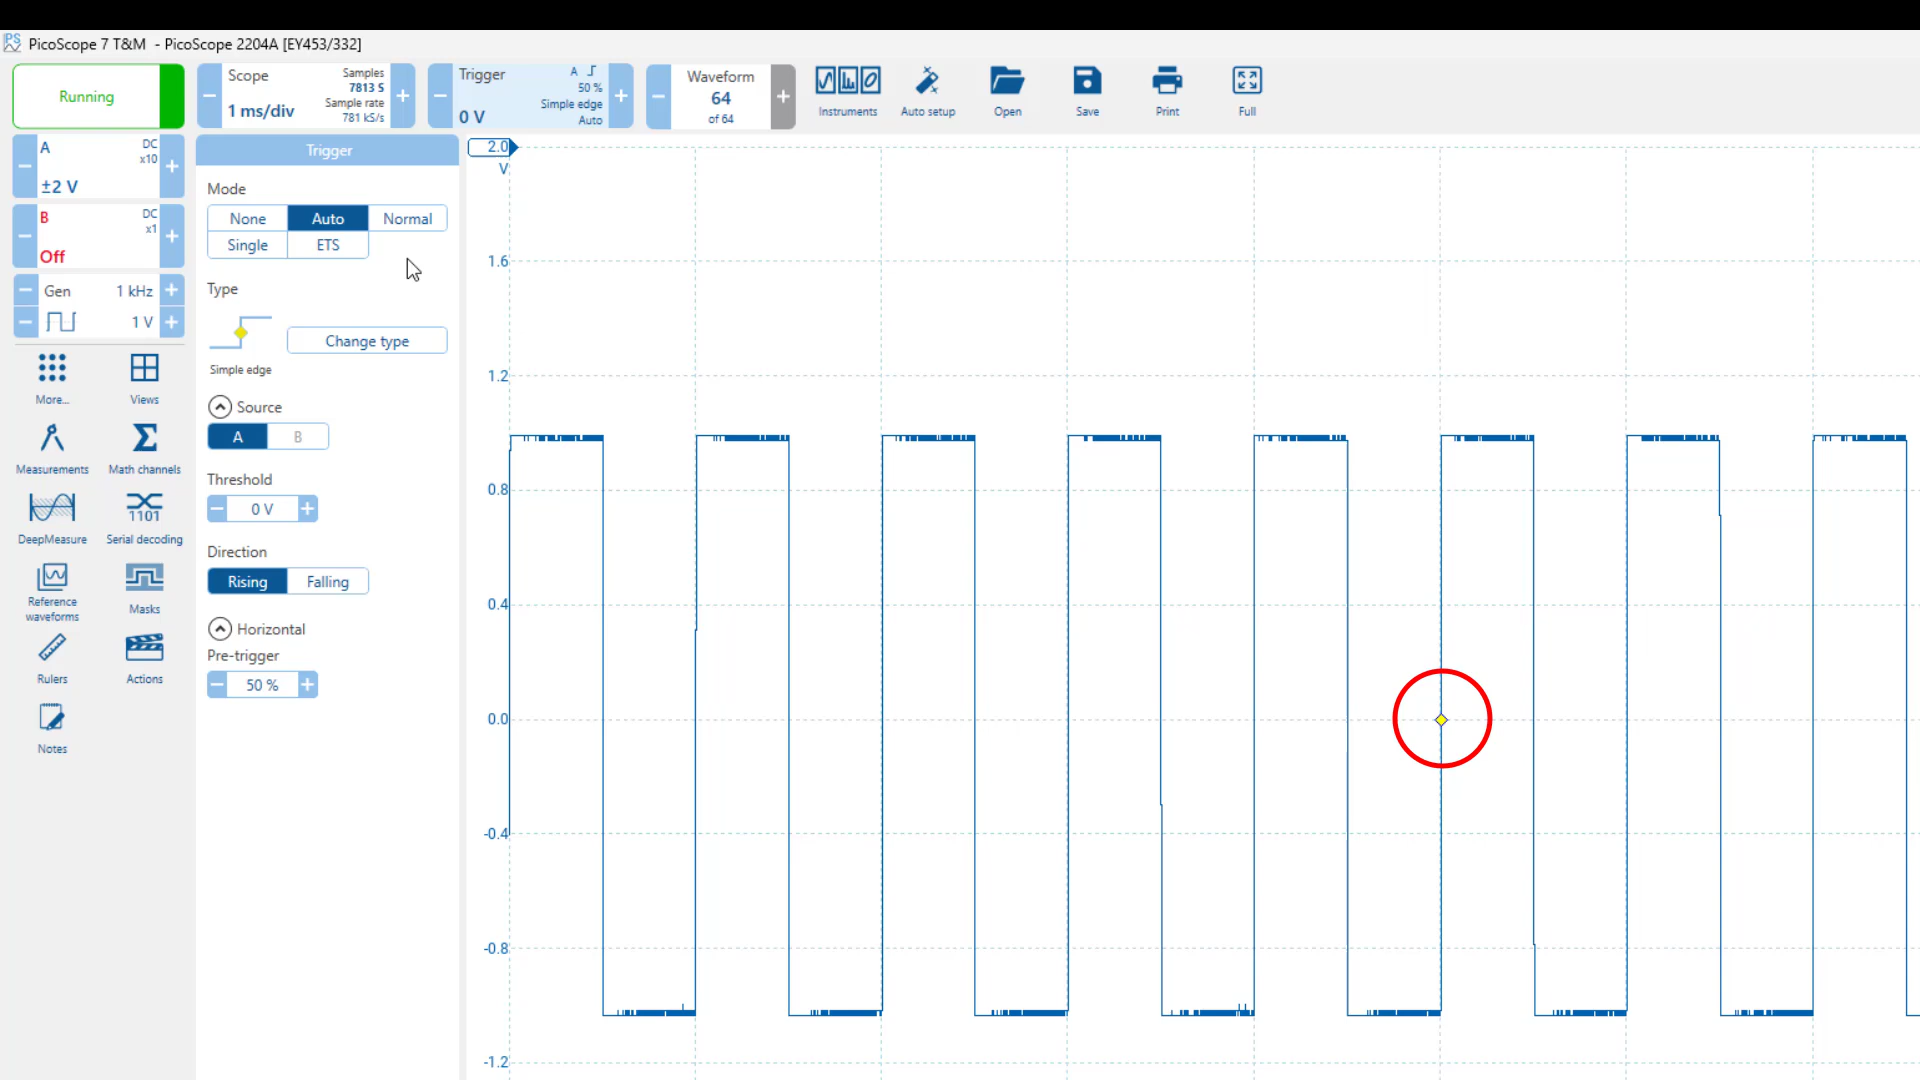 PicoScope 7 T&M - PicoScope 2204A [EY453/332]
Running
Scope
1 ms/div
Samples
7813 S
Sample rate
781 kS/s
Trigger
0 V
A
50 %
Simple edge
Auto
Waveform
64
of 64
Instruments
Auto setup
Open
Save
Print
Full
A
DC
x10
±2 V
B
DC
x1
Off
Gen
1 kHz
1 V
More...
Views
Measurements
Math channels
DeepMeasure
1101
Serial decoding
Reference
waveforms
Masks
Rulers
Actions
Notes
Trigger
Mode
None
Auto
Normal
Single
ETS
Type
Change type
Simple edge
Source
A
B
Threshold
0 V
Direction
Rising
Falling
Horizontal
Pre-trigger
50 %
2.0
V
1.6
1.2
0.8
0.4
0.0
-0.4
-0.8
-1.2